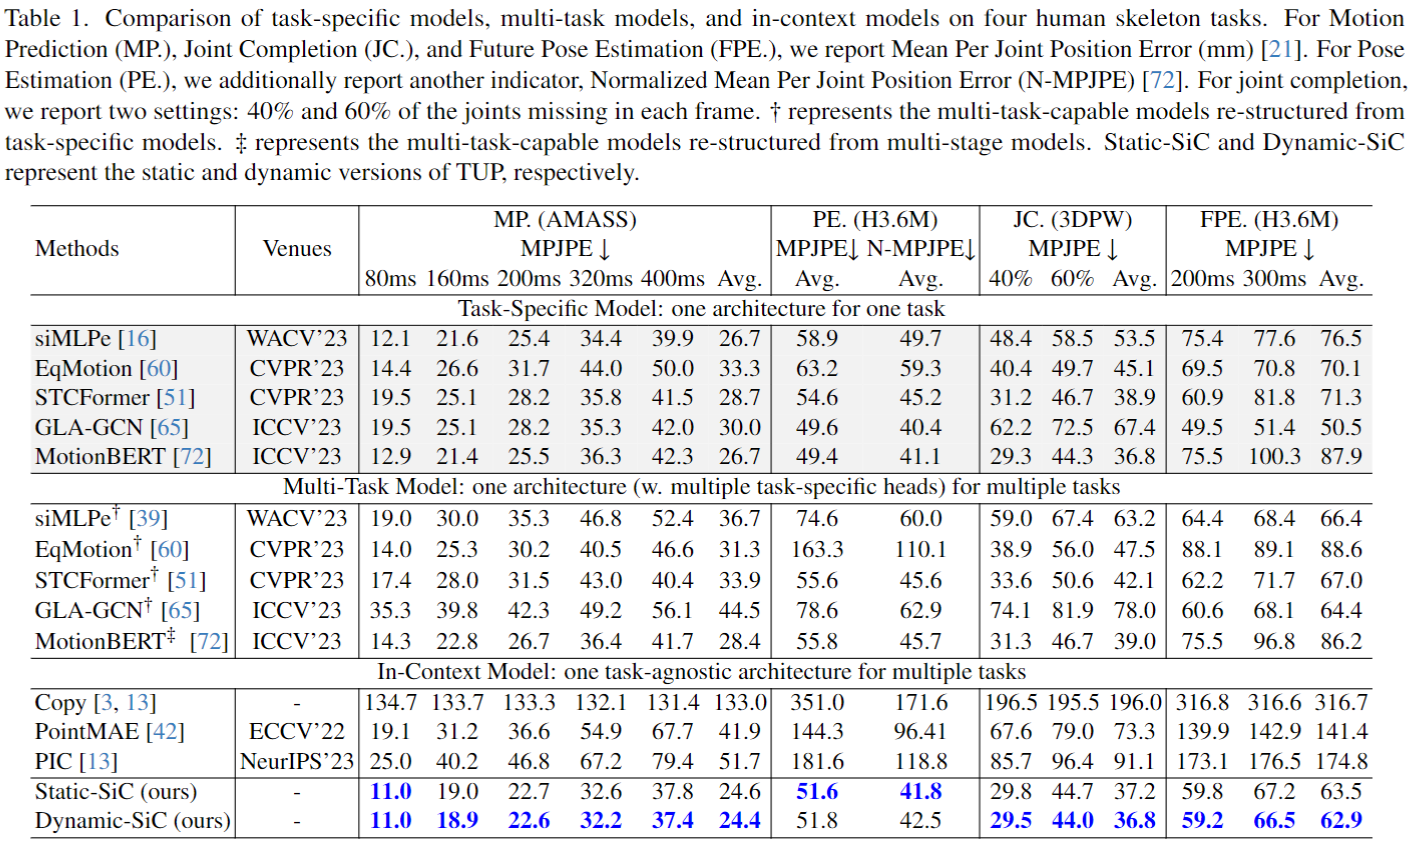 Table 1. Comparison of task-specific models, multi-task models, and in-context models on four human skeleton tasks. For Motion
Prediction (MP.), Joint Completion (JC.), and Future Pose Estimation (FPE.), we report Mean Per Joint Position Error (mm) [21]. For Pose
Estimation (PE.), we additionally report another indicator, Normalized Mean Per Joint Position Error (N-MPJPE) [72]. For joint completion,
we report two settings: 40% and 60% of the joints missing in each frame. † represents the multi-task-capable models re-structured from
task-specific models. ‡ represents the multi-task-capable models re-structured from multi-stage models. Static-SiC and Dynamic-SiC
represent the static and dynamic versions of TUP, respectively.
MP. (AMASS) PE. (H3.6M) JC. (3DPW) FPE. (H3.6M)
Methods Venues MPJPE ↓ MPJPE↓ N-MPJPE↓ MPJPE ↓ MPJPE ↓
80ms 160ms 200ms 320ms 400ms Avg. Avg. Avg. 40% 60% Avg. 200ms 300ms Avg.
Task-Specific Model: one architecture for one task
siMLPe [16] WACV'23 12.1 21.6 25.4 34.4 39.9 26.7 58.9 49.7 48.4 58.5 53.5 75.4 77.6 76.5
EqMotion [60] CVPR'23 14.4 26.6 31.7 44.0 50.0 33.3 63.2 59.3 40.4 49.7 45.1 69.5 70.8 70.1
STCFormer [51] CVPR'23 19.5 25.1 28.2 35.8 41.5 28.7 54.6 45.2 31.2 46.7 38.9 60.9 81.8 71.3
GLA-GCN [65] ICCV'23 19.5 25.1 28.2 35.3 42.0 30.0 49.6 40.4 62.2 72.5 67.4 49.5 51.4 50.5
MotionBERT [72] ICCV'23 12.9 21.4 25.5 36.3 42.3 26.7 49.4 41.1 29.3 44.3 36.8 75.5 100.3 87.9
Multi-Task Model: one architecture (w. multiple task-specific heads) for multiple tasks
siMLPe† [39] WACV'23 19.0 30.0 35.3 46.8 52.4 36.7 74.6 60.0 59.0 67.4 63.2 64.4 68.4 66.4
EqMotion† [60] CVPR'23 14.0 25.3 30.2 40.5 46.6 31.3 163.3 110.1 38.9 56.0 47.5 88.1 89.1 88.6
STCFormer† [51] CVPR'23 17.4 28.0 31.5 43.0 40.4 33.9 55.6 45.6 33.6 50.6 42.1 62.2 71.7 67.0
GLA-GCN† [65] ICCV'23 35.3 39.8 42.3 49.2 56.1 44.5 78.6 62.9 74.1 81.9 78.0 60.6 68.1 64.4
MotionBERT‡ [72] ICCV'23 14.3 22.8 26.7 36.4 41.7 28.4 55.8 45.7 31.3 46.7 39.0 75.5 96.8 86.2
In-Context Model: one task-agnostic architecture for multiple tasks
Copy [3, 13] - 134.7 133.7 133.3 132.1 131.4 133.0 351.0 171.6 196.5 195.5 196.0 316.8 316.6 316.7
PointMAE [42] ECCV'22 19.1 31.2 36.6 54.9 67.7 41.9 144.3 96.41 67.6 79.0 73.3 139.9 142.9 141.4
PIC [13] NeurIPS'23 25.0 40.2 46.8 67.2 79.4 51.7 181.6 118.8 85.7 96.4 91.1 173.1 176.5 174.8
Static-SiC (ours) - 11.0 19.0 22.7 32.6 37.8 24.6 51.6 41.8 29.8 44.7 37.2 59.8 67.2 63.5
Dynamic-SiC (ours) - 11.0 18.9 22.6 32.2 37.4 24.4 51.8 42.5 29.5 44.0 36.8 59.2 66.5 62.9